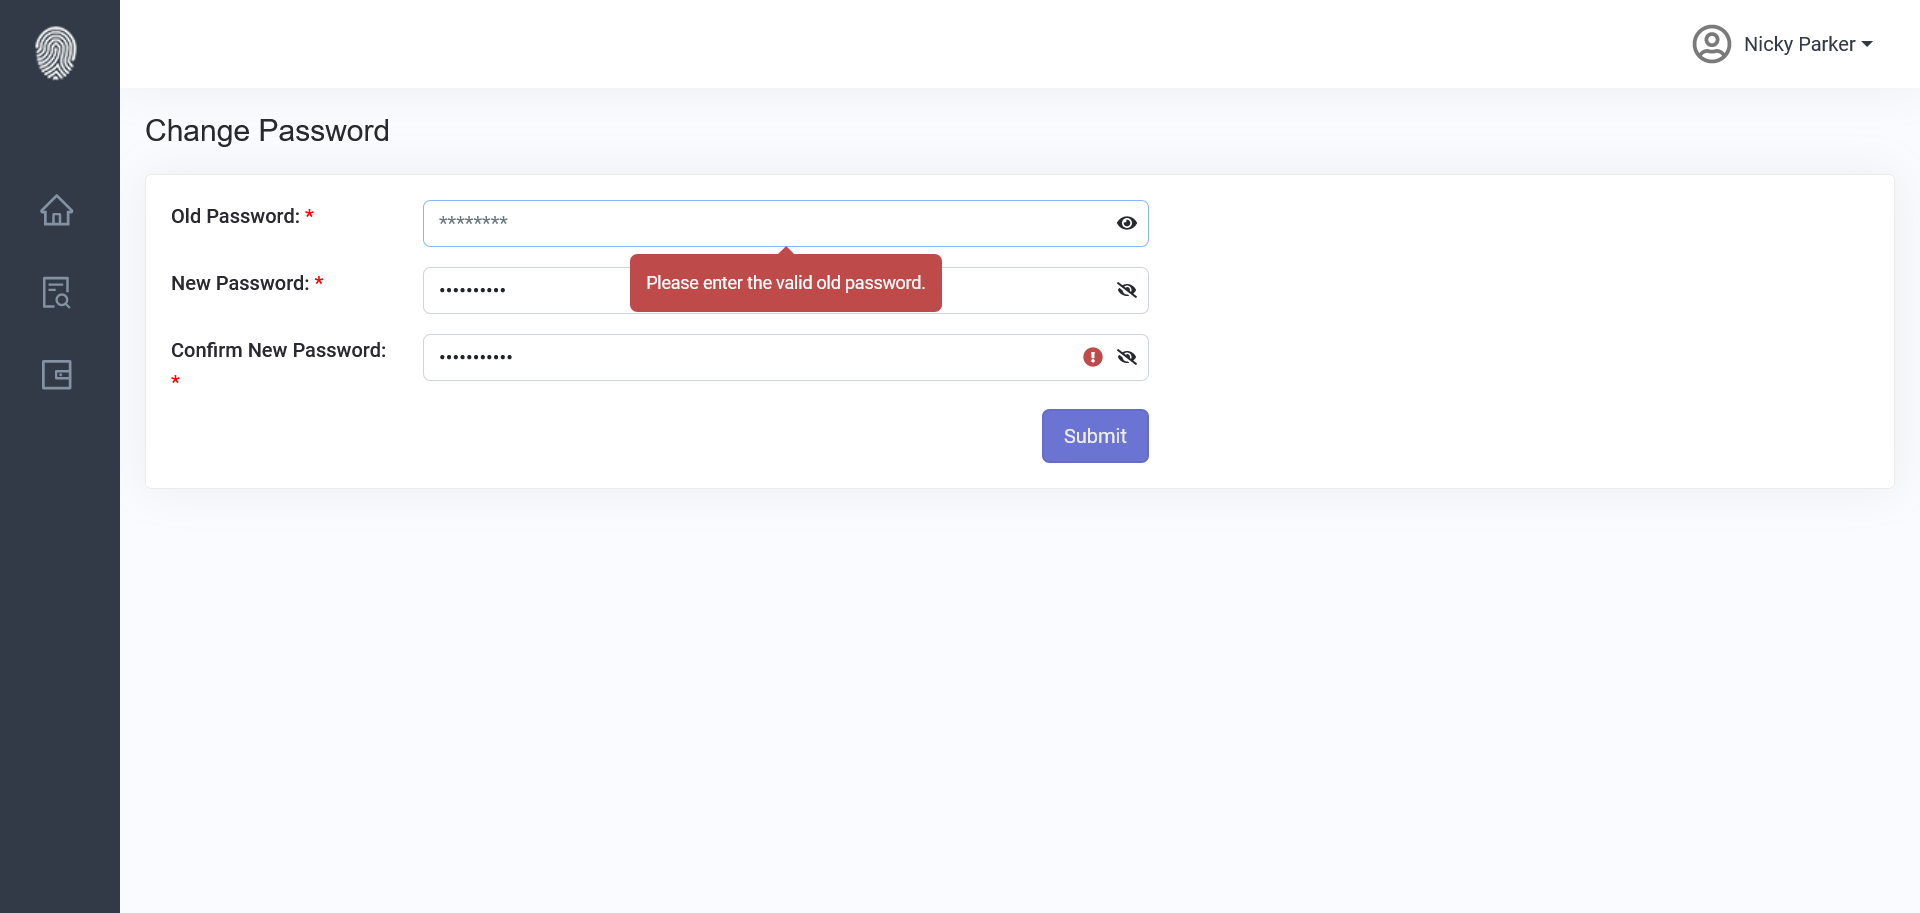 Nicky Parker
Change Password
Old Password: *
********
Please enter the valid old password.
New Password: *
••••••••••
Confirm New Password:
*
•••••••••••
Submit